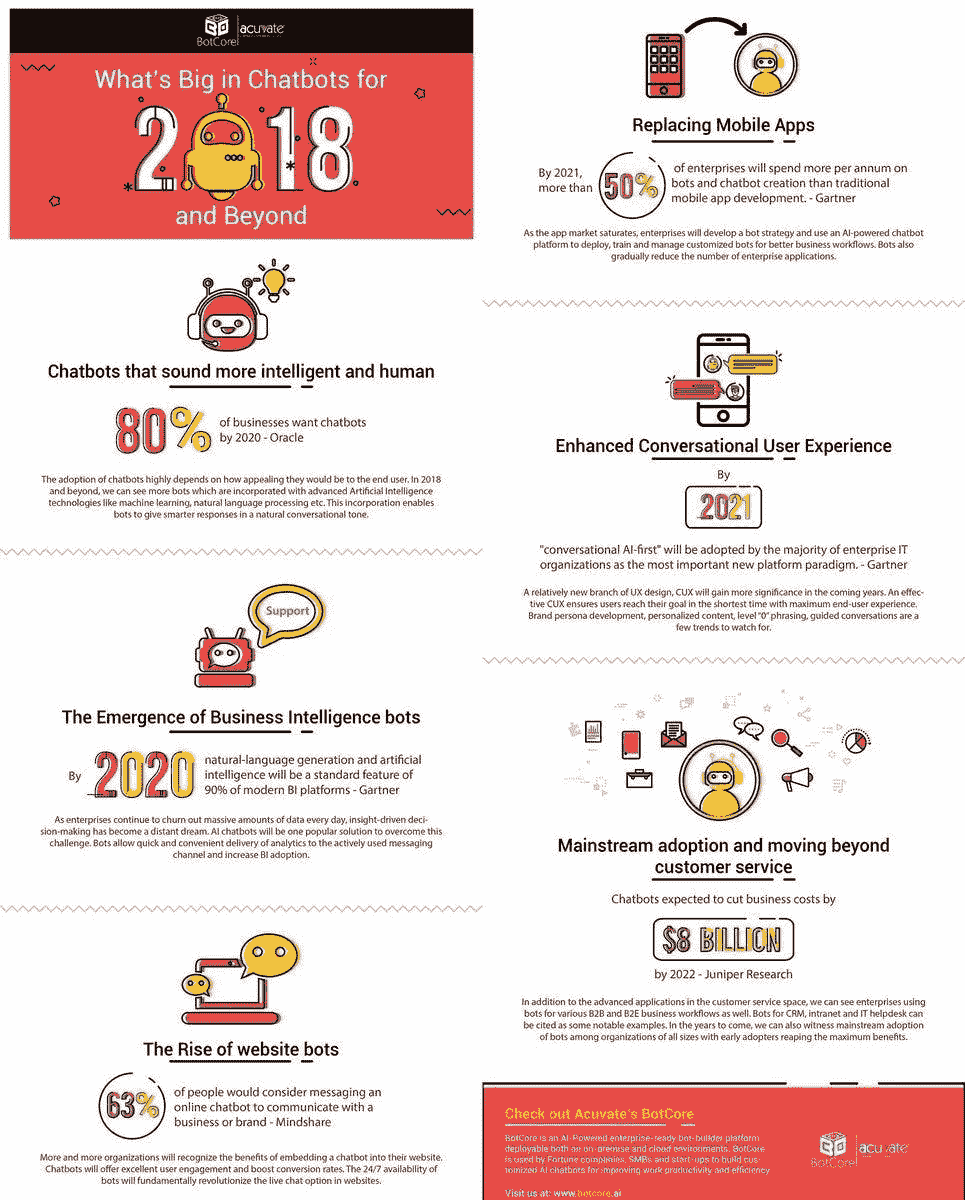 BotCore
acuvate
What's Big in Chatbots for
2018
and Beyond
Chatbots that sound more intelligent and human
80%
of businesses want chatbots
by 2020 - Oracle
The adoption of chatbots highly depends on how appealing they would be to the end user. In 2018
and beyond, we can see more bots which are incorporated with advanced Artificial Intelligence
technologies like machine learning, natural language processing etc. This incorporation enables
bots to give smarter responses in a natural conversational tone.
Support
The Emergence of Business Intelligence bots
By 2020
natural-language generation and artificial
intelligence will be a standard feature of
90% of modern BI platforms - Gartner
As enterprises continue to churn out massive amounts of data every day, insight-driven deci-
sion-making has become a distant dream. AI chatbots will be one popular solution to overcome this
challenge. Bots allow quick and convenient delivery of analytics to the actively used messaging
channel and increase BI adoption.
The Rise of website bots
63%
of people would consider messaging an
online chatbot to communicate with a
business or brand - Mindshare
More and more organizations will recognize the benefits of embedding a chatbot into their website.
Chatbots will offer excellent user engagement and boost conversion rates. The 24/7 availability of
bots will fundamentally revolutionize the live chat option in websites.
Replacing Mobile Apps
By 2021,
more than
50%
of enterprises will spend more per annum on
bots and chatbot creation than traditional
mobile app development. - Gartner
As the app market saturates, enterprises will develop a bot strategy and use an AI-powered chatbot
platform to deploy, train and manage customized bots for better business workflows. Bots also
gradually reduce the number of enterprise applications.
Enhanced Conversational User Experience
By
2021
"conversational AI-first" will be adopted by the majority of enterprise IT
organizations as the most important new platform paradigm. - Gartner
A relatively new branch of UX design, CUX will gain more significance in the coming years. An effec-
tive CUX ensures users reach their goal in the shortest time with maximum end-user experience.
Brand persona development, personalized content, level "0" phrasing, guided conversations are a
few trends to watch for.
Mainstream adoption and moving beyond
customer service
Chatbots expected to cut business costs by
$8 BILLION
by 2022 - Juniper Research
In addition to the advanced applications in the customer service space, we can see enterprises using
bots for various B2B and B2E business workflows as well. Bots for CRM, intranet and IT helpdesk can
be cited as some notable examples. In the years to come, we can also witness mainstream adoption
of bots among organizations of all sizes with early adopters reaping the maximum benefits.
Check out Acuvate's BotCore
BotCore is an AI-Powered enterprise-ready bot-builder platform
deployable both on on-premise and cloud environments. BotCore
is used by Fortune companies, SMBs and start-ups to build cus-
tomized AI chatbots for improving work productivity and efficiency
Visit us at: www.botcore.ai
BotCore
acuvate